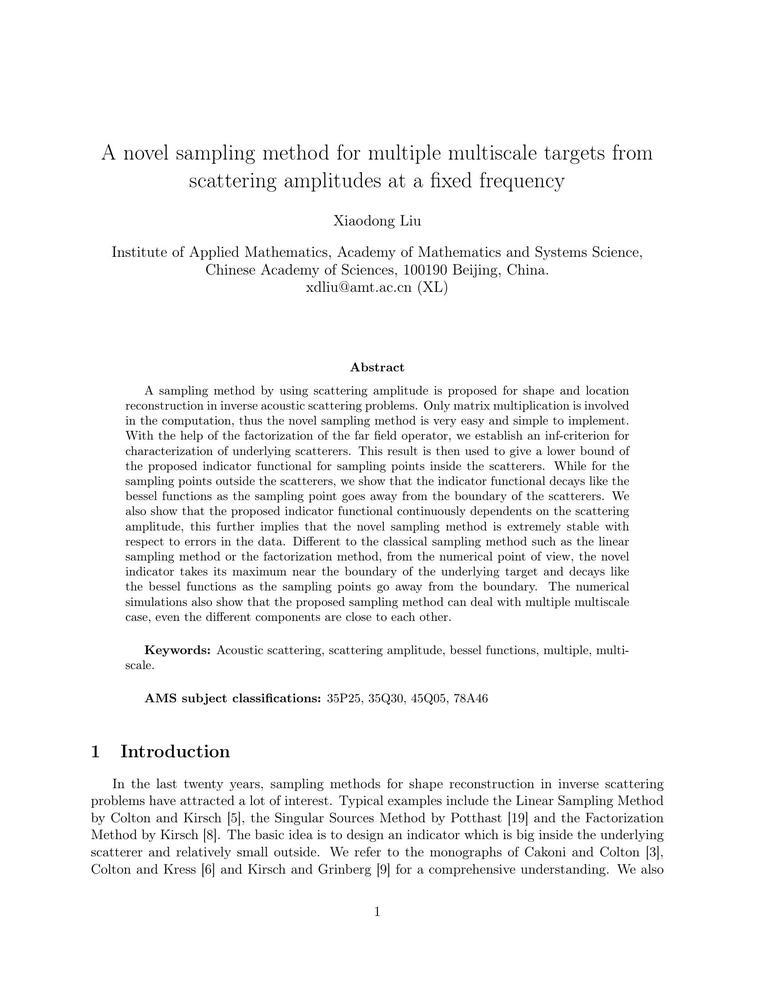 A novel sampling method for multiple multiscale targets from
scattering amplitudes at a fixed frequency
Xiaodong Liu
Institute of Applied Mathematics, Academy of Mathematics and Systems Science,
Chinese Academy of Sciences, 100190 Beijing, China.
xdliu@amt.ac.cn (XL)
Abstract
A sampling method by using scattering amplitude is proposed for shape and location
reconstruction in inverse acoustic scattering problems. Only matrix multiplication is involved
in the computation, thus the novel sampling method is very easy and simple to implement.
With the help of the factorization of the far field operator, we establish an inf-criterion for
characterization of underlying scatterers. This result is then used to give a lower bound of
the proposed indicator functional for sampling points inside the scatterers. While for the
sampling points outside the scatterers, we show that the indicator functional decays like the
bessel functions as the sampling point goes away from the boundary of the scatterers. We
also show that the proposed indicator functional continuously dependents on the scattering
amplitude, this further implies that the novel sampling method is extremely stable with
respect to errors in the data. Different to the classical sampling method such as the linear
sampling method or the factorization method, from the numerical point of view, the novel
indicator takes its maximum near the boundary of the underlying target and decays like
the bessel functions as the sampling points go away from the boundary. The numerical
simulations also show that the proposed sampling method can deal with multiple multiscale
case, even the different components are close to each other.
Keywords: Acoustic scattering, scattering amplitude, bessel functions, multiple, multi-
scale.
AMS subject classifications: 35P25, 35Q30, 45Q05, 78A46
1 Introduction
In the last twenty years, sampling methods for shape reconstruction in inverse scattering
problems have attracted a lot of interest. Typical examples include the Linear Sampling Method
by Colton and Kirsch [5], the Singular Sources Method by Potthast [19] and the Factorization
Method by Kirsch [8]. The basic idea is to design an indicator which is big inside the underlying
scatterer and relatively small outside. We refer to the monographs of Cakoni and Colton [3],
Colton and Kress [6] and Kirsch and Grinberg [9] for a comprehensive understanding. We also
1